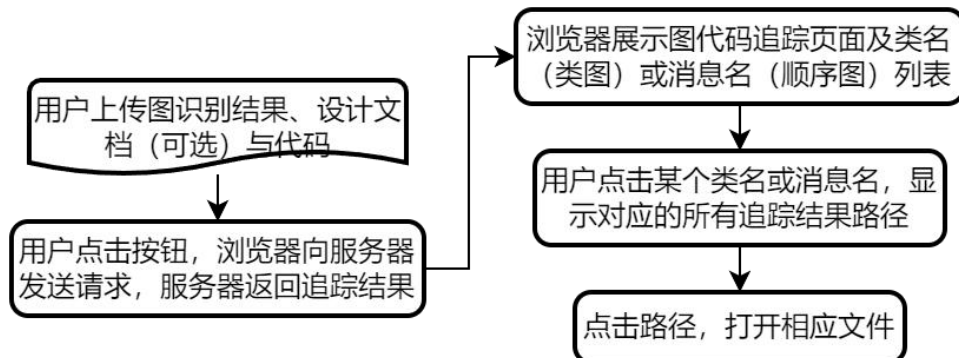 用户上传图识别结果、设计文
档（可选）与代码
用户点击按钮，浏览器向服务器
发送请求，服务器返回追踪结果
浏览器展示图代码追踪页面及类名
（类图）或消息名（顺序图）列表
用户点击某个类名或消息名，显
示对应的所有追踪结果路径
点击路径，打开相应文件